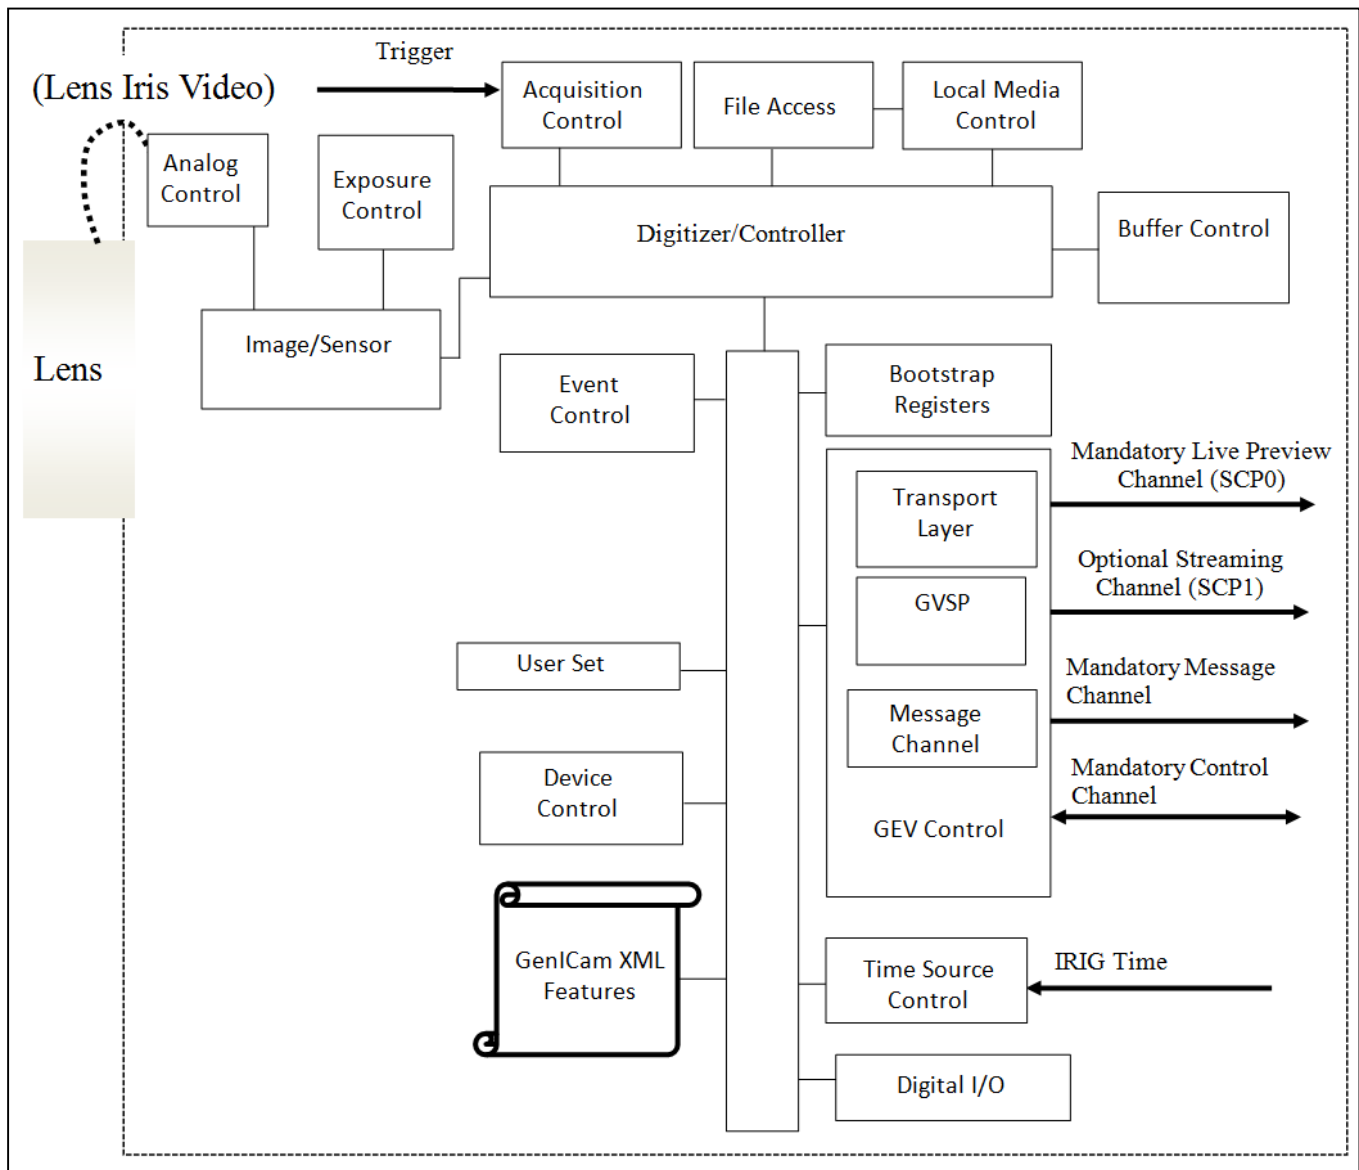 Trigger
(Lens Iris Video)
Acquisition
Control
File Access
Local Media
Control
Analog
Control
Exposure
Control
Digitizer/Controller
Buffer Control
Image/Sensor
Lens
Event
Control
Bootstrap
Registers
Mandatory Live Preview
Channel (SCP0)
Transport
Layer
Optional Streaming
Channel (SCP1)
GVSP
User Set
Mandatory Message
Channel
Message
Channel
Device
Control
Mandatory Control
Channel
GEV Control
GenICam XML
Features
Time Source
Control
IRIG Time
Digital I/O